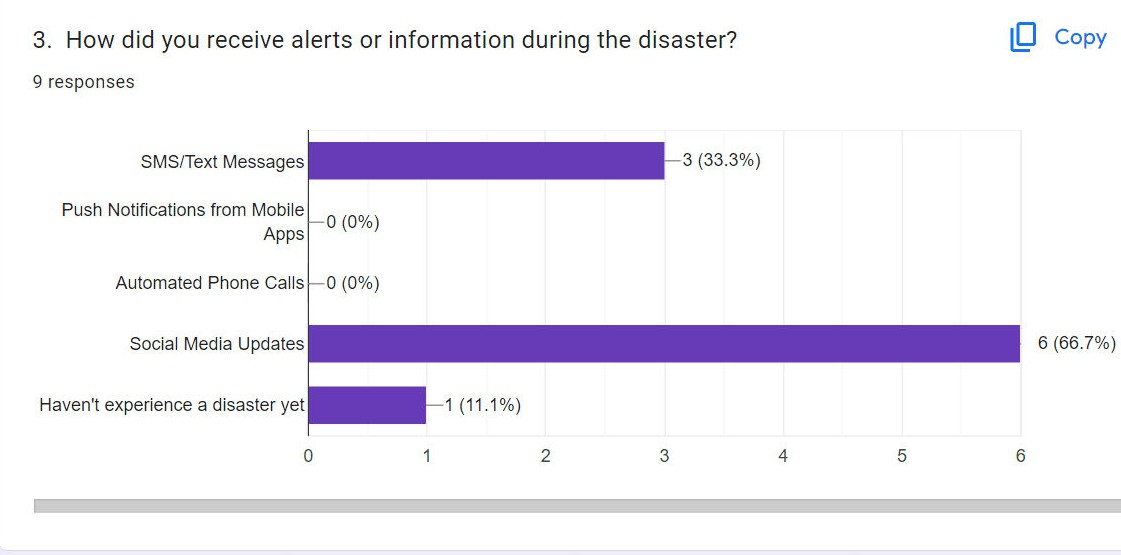 3. How did you receive alerts or information during the disaster?
Copy
9 responses
SMS/Text Messages
3 (33.3%)
Push Notifications from Mobile
Apps
0 (0%)
Automated Phone Calls
0 (0%)
Social Media Updates
6 (66.7%)
Haven't experience a disaster yet
1 (11.1%)
0 1 2 3 4 5 6